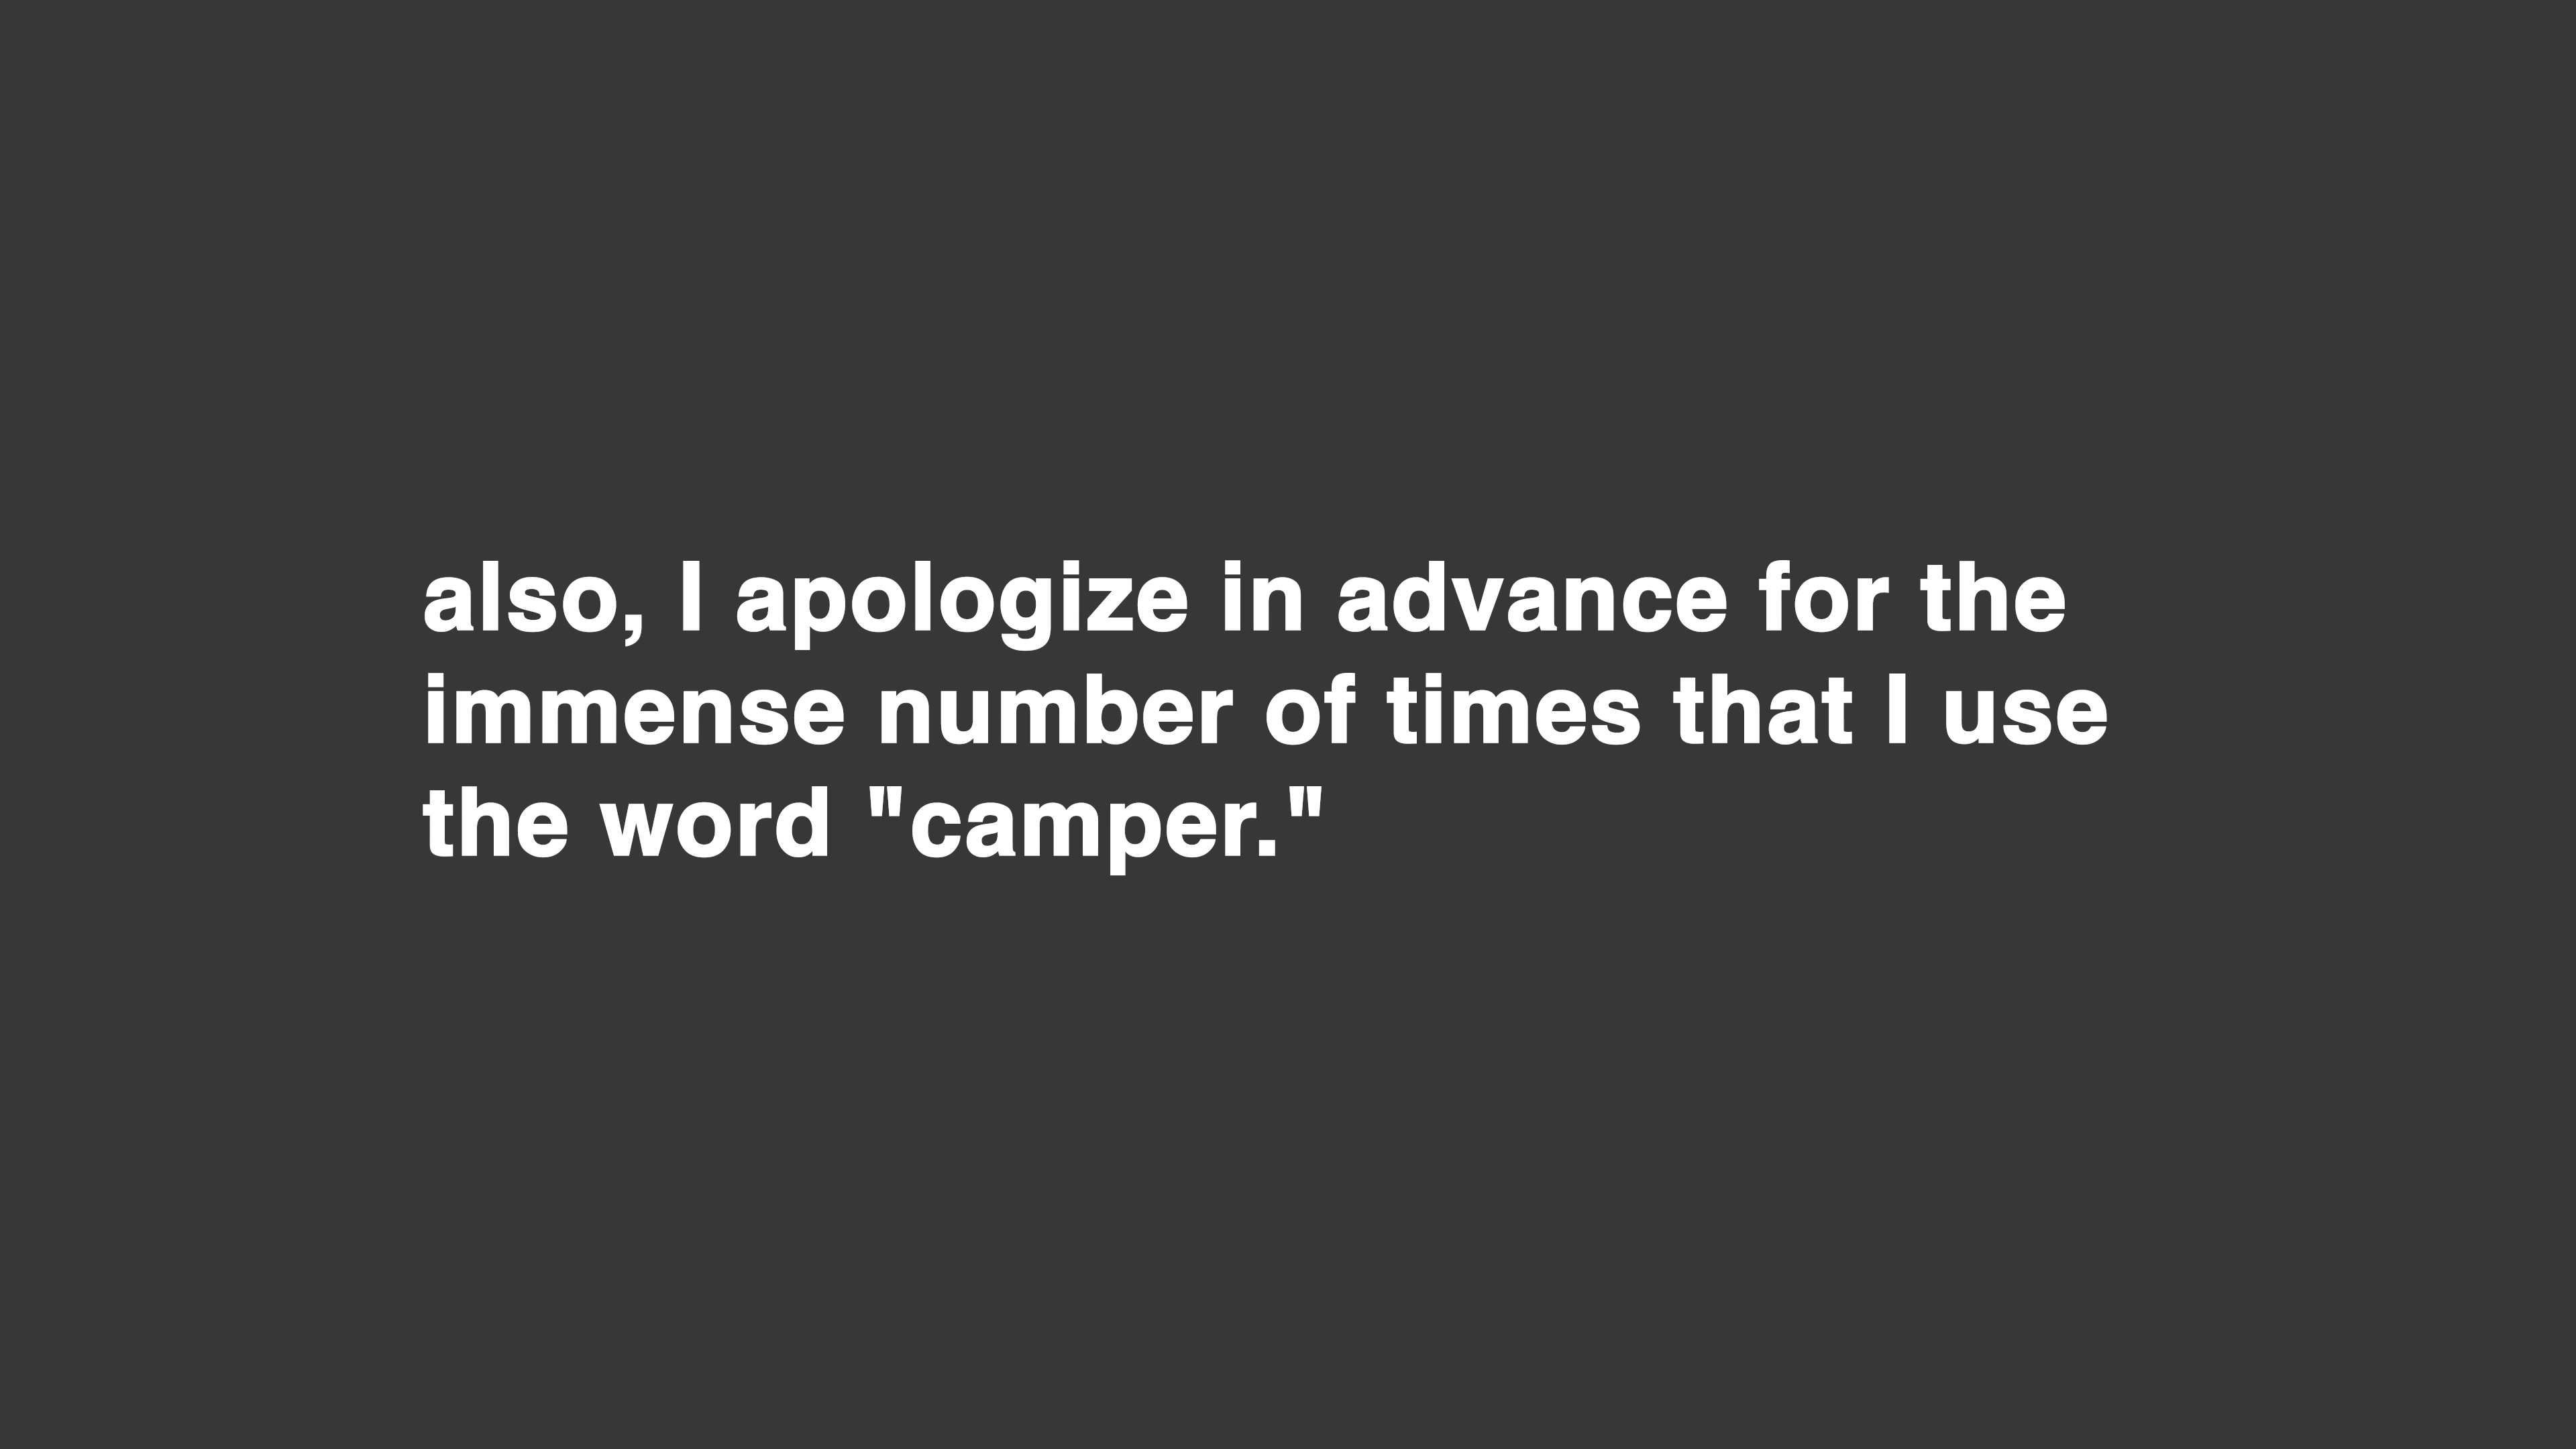 also, I apologize in advance for the
immense number of times that I use
the word "camper."